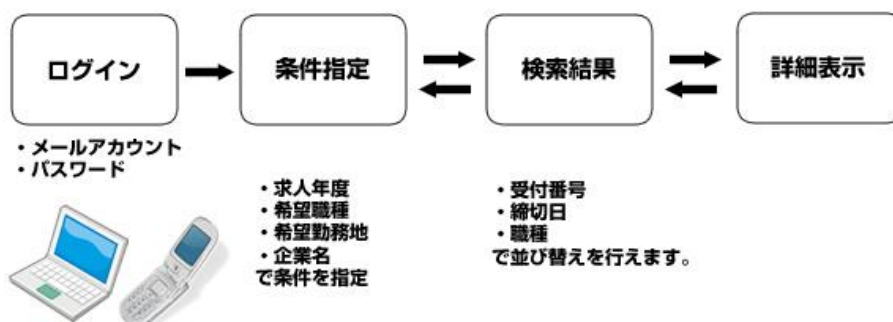 ログイン
条件指定
検索結果
詳細表示
・メールアカウント
・パスワード
・求人年度
・希望職種
・希望勤務地
・企業名
で条件を指定
・受付番号
・締切日
・職種
で並び替えを行えます。